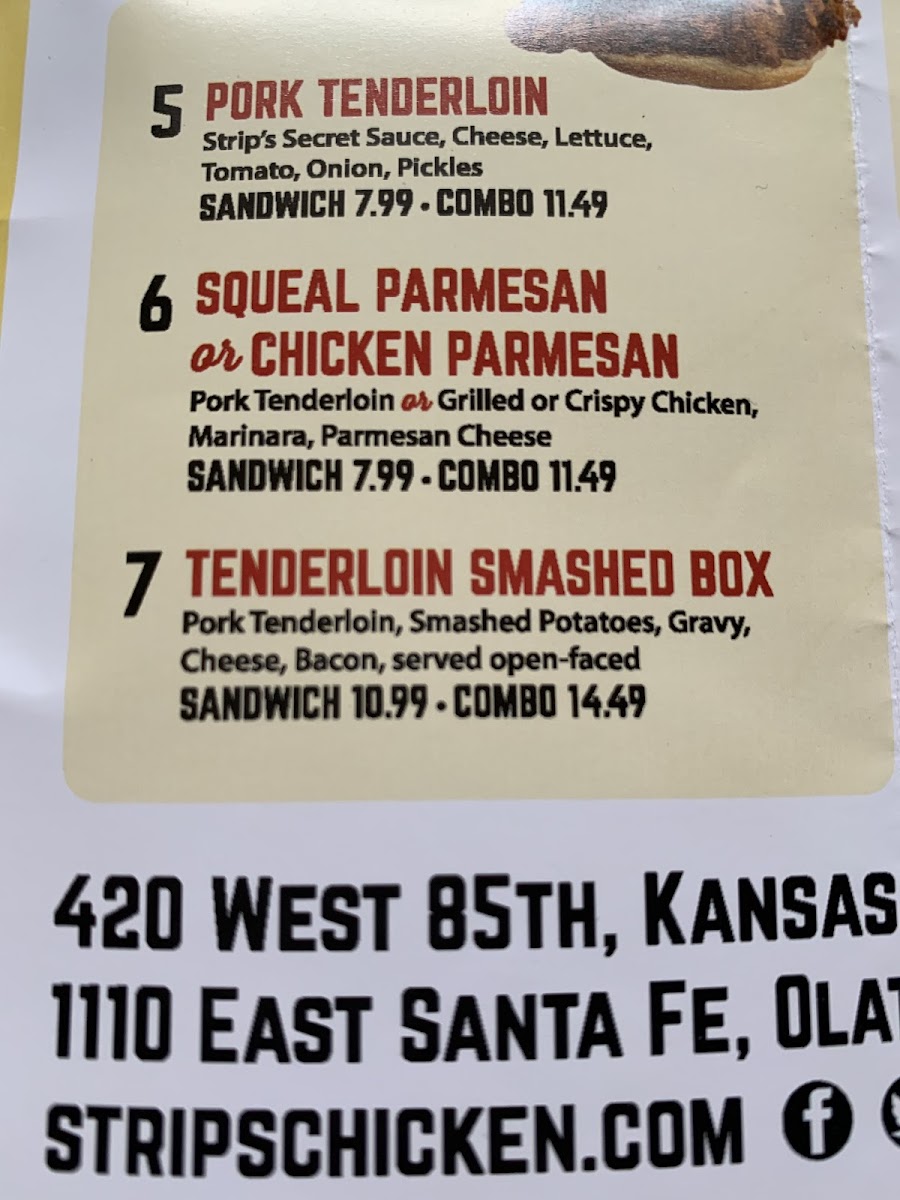 5 PORK TENDERLOIN
Strip's Secret Sauce, Cheese, Lettuce,
Tomato, Onion, Pickles
SANDWICH 7.99 • COMBO 11.49
6 SQUEAL PARMESAN
or CHICKEN PARMESAN
Pork Tenderloin or Grilled or Crispy Chicken,
Marinara, Parmesan Cheese
SANDWICH 7.99 • COMBO 11.49
7 TENDERLOIN SMASHED BOX
Pork Tenderloin, Smashed Potatoes, Gravy,
Cheese, Bacon, served open-faced
SANDWICH 10.99 • COMBO 14.49
420 WEST 85TH, KANSAS
1110 EAST SANTA FE, OLAT
STRIPSCHICKEN.COM f